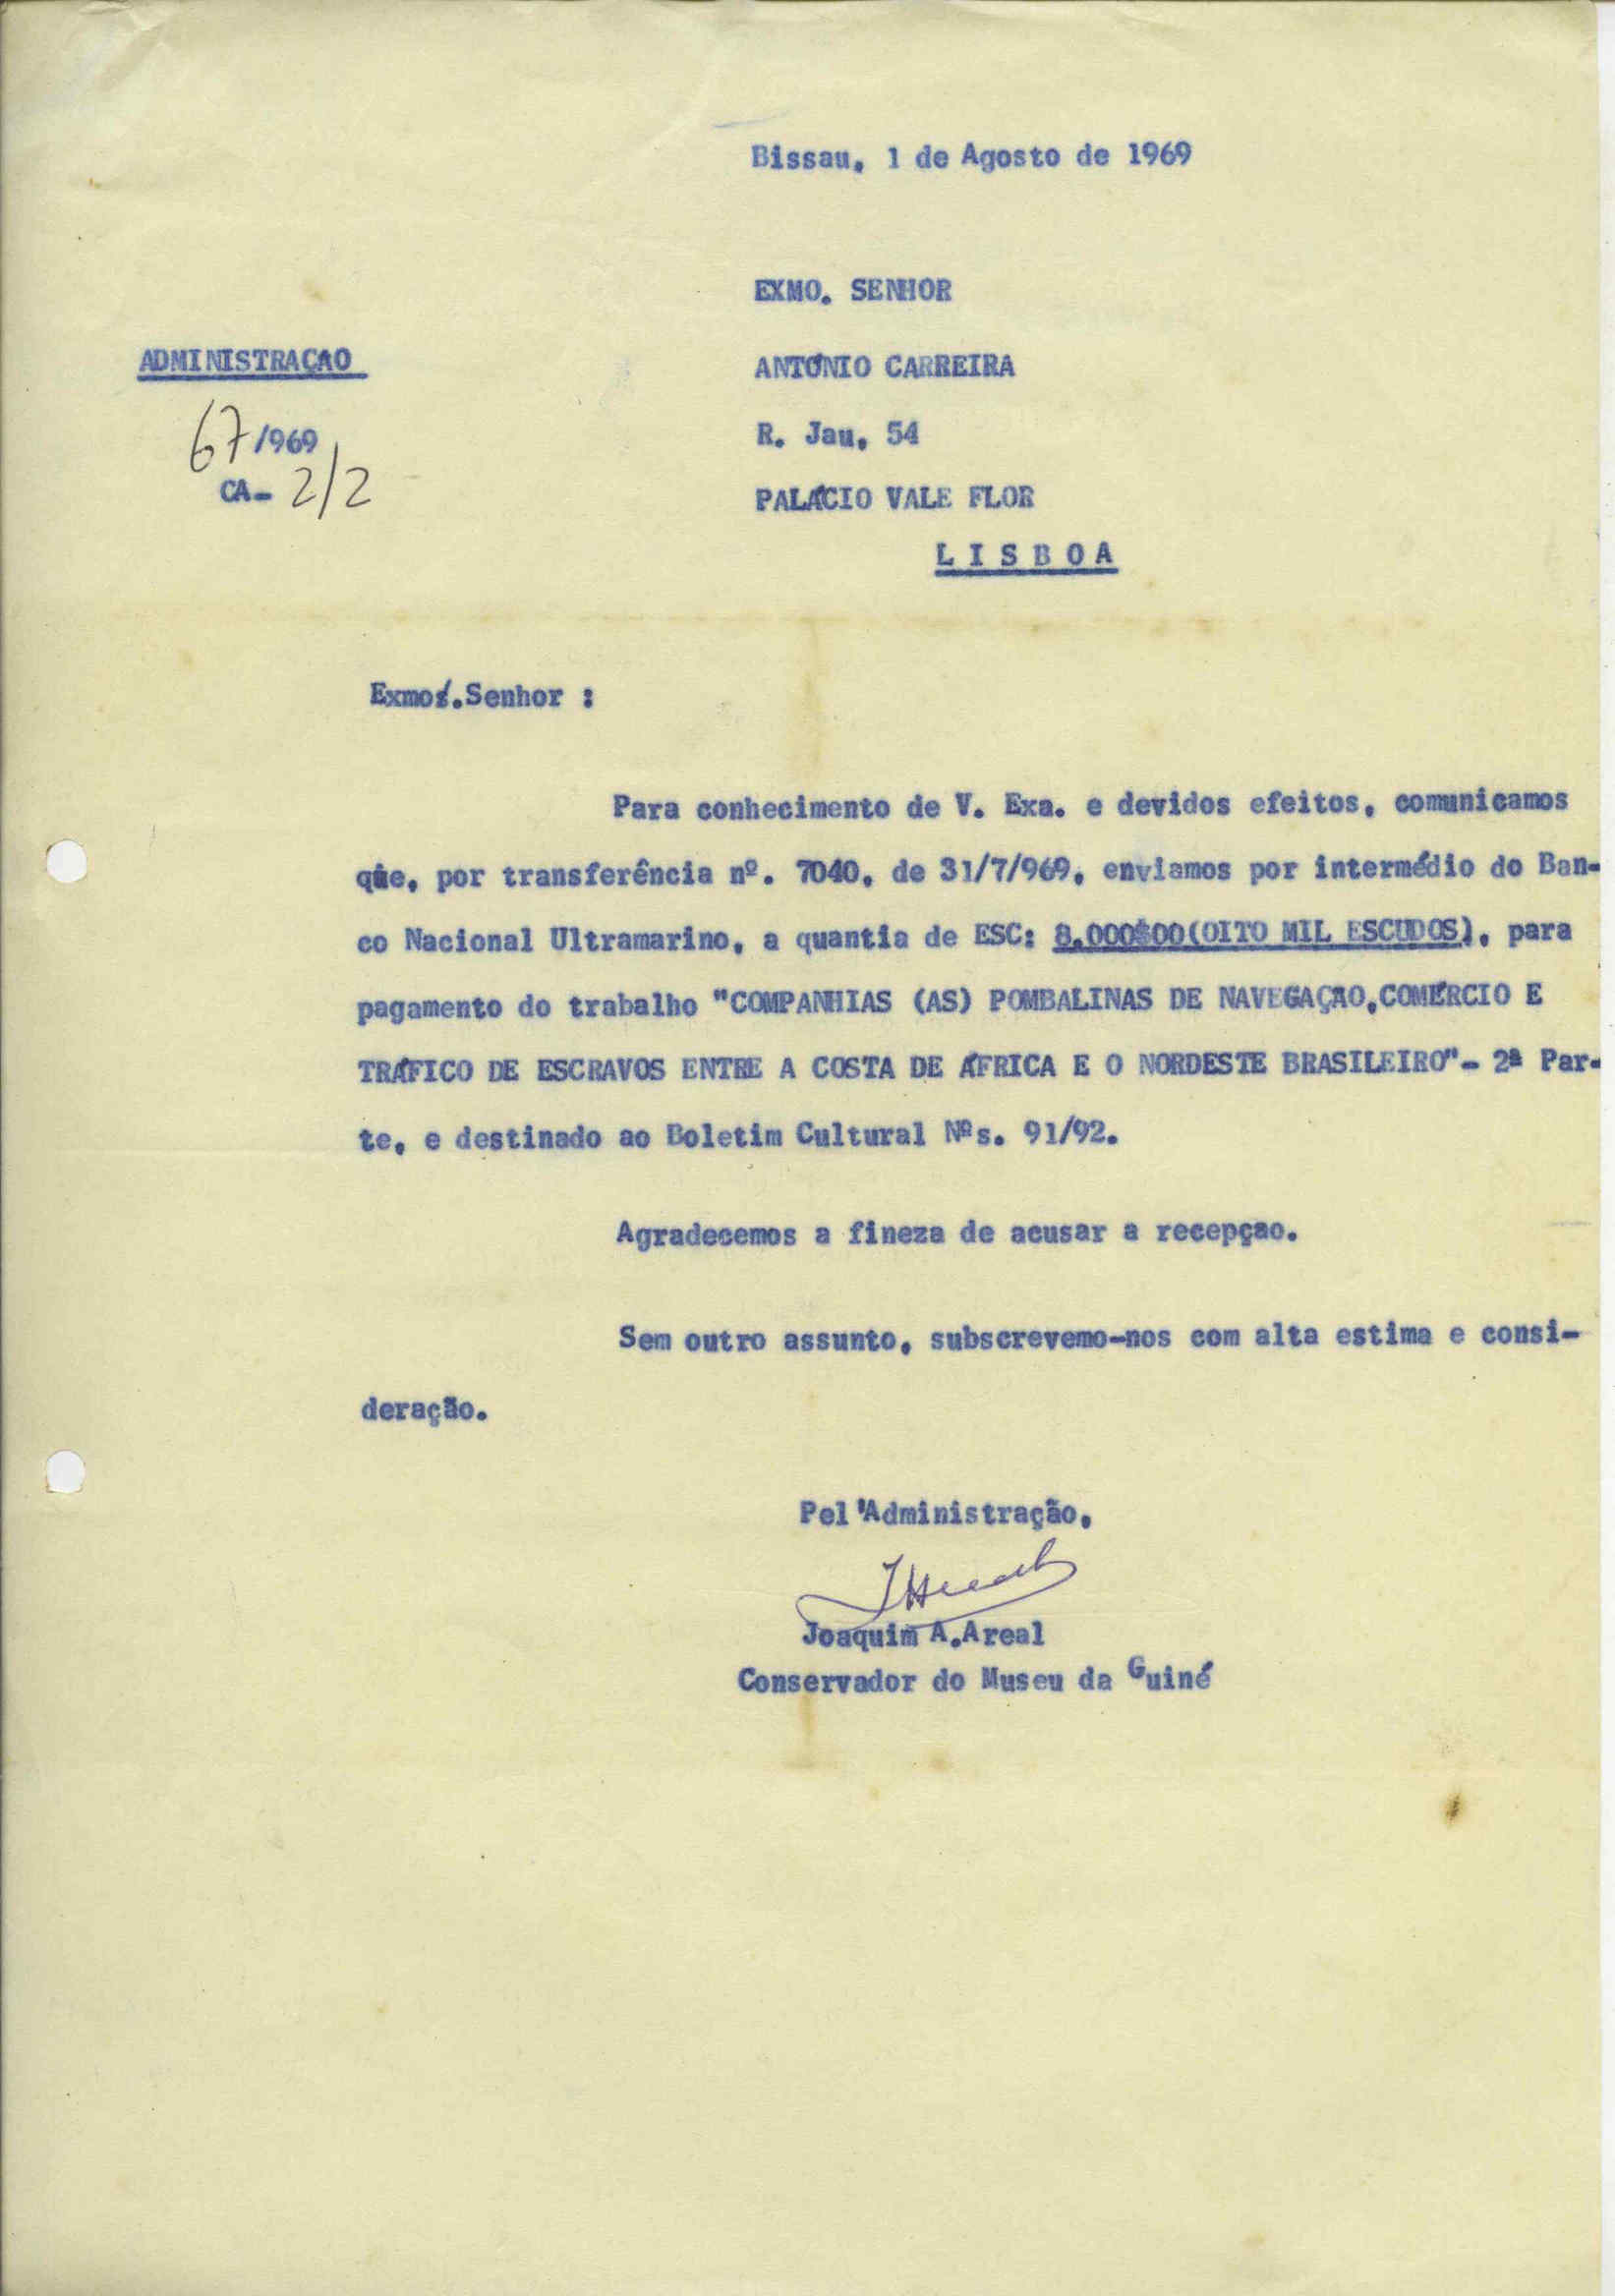 Bissau, 1 de Agosto de 1969
EXMO. SENHOR
ADMINISTRAÇAO
ANTÓNIO CARREIRA
67/969
R. Jau, 54
CA- 2/2
PALÁCIO VALE FLOR
LISBOA
Exmo.Senhor :
Para conhecimento de V. Exa. e devidos efeitos, comunicamos
que, por transferência nº. 7040, de 31/7/969, enviamos por intermédio do Ban-
co Nacional Ultramarino, a quantia de ESC: 8.000$00(OITO MIL ESCUDOS), para
pagamento do trabalho "COMPANHIAS (AS) POMBALINAS DE NAVEGAÇAO,COMÉRCIO E
TRÁFICO DE ESCRAVOS ENTRE A COSTA DE ÁFRICA E O NORDESTE BRASILEIRO"- 2ª Par-
te, e destinado ao Boletim Cultural Nºs. 91/92.
Agradecemos a fineza de acusar a recepçao.
Sem outro assunto, subscrevemo-nos com alta estima e consi-
deração.
Pel'Administração,
Joaquim A.Areal
Conservador do Museu da Guiné